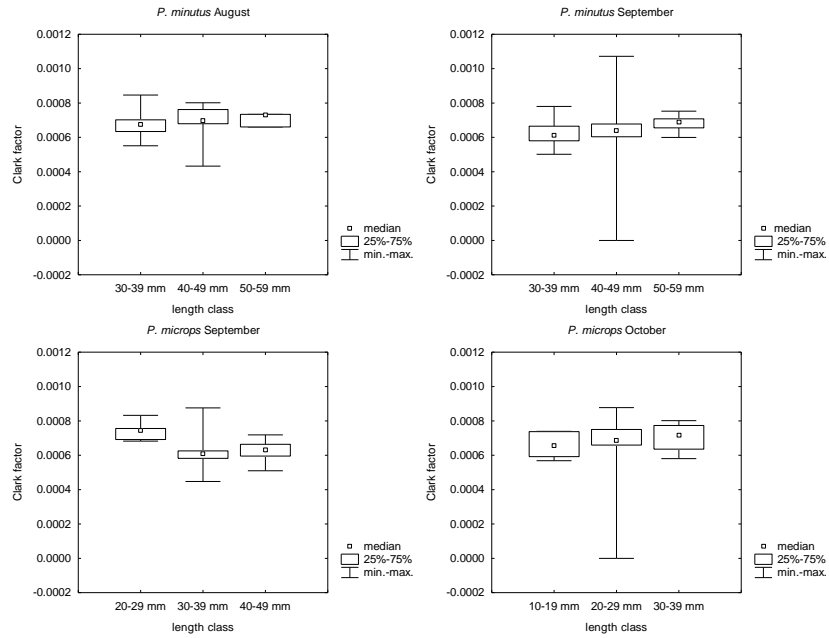 P. minutus August
0.0012
0.0010
0.0008
0.0006
0.0004
0.0002
0.0000
-0.0002
Clark factor
30-39 mm 40-49 mm 50-59 mm
length class
median
25%-75%
min.-max.
P. minutus September
0.0012
0.0010
0.0008
0.0006
0.0004
0.0002
0.0000
-0.0002
Clark factor
30-39 mm 40-49 mm 50-59 mm
length class
median
25%-75%
min.-max.
P. microps September
0.0012
0.0010
0.0008
0.0006
0.0004
0.0002
0.0000
-0.0002
Clark factor
20-29 mm 30-39 mm 40-49 mm
length class
median
25%-75%
min.-max.
P. microps October
0.0012
0.0010
0.0008
0.0006
0.0004
0.0002
0.0000
-0.0002
Clark factor
10-19 mm 20-29 mm 30-39 mm
length class
median
25%-75%
min.-max.